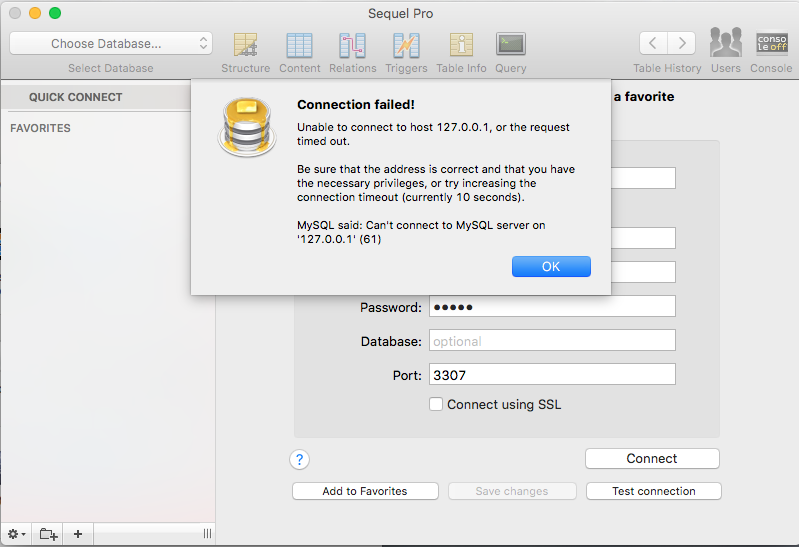 Sequel Pro
Choose Database...
Select Database
Structure
Content
Relations
Triggers
Table Info
Query
Table History
Users
conso
le off
Console
QUICK CONNECT
FAVORITES
a favorite
Connection failed!
Unable to connect to host 127.0.0.1, or the request
timed out.
Be sure that the address is correct and that you have
the necessary privileges, or try increasing the
connection timeout (currently 10 seconds).
MySQL said: Can't connect to MySQL server on
'127.0.0.1' (61)
OK
Password: ●●●●●
Database: optional
Port: 3307
Connect using SSL
?
Connect
Add to Favorites
Save changes
Test connection